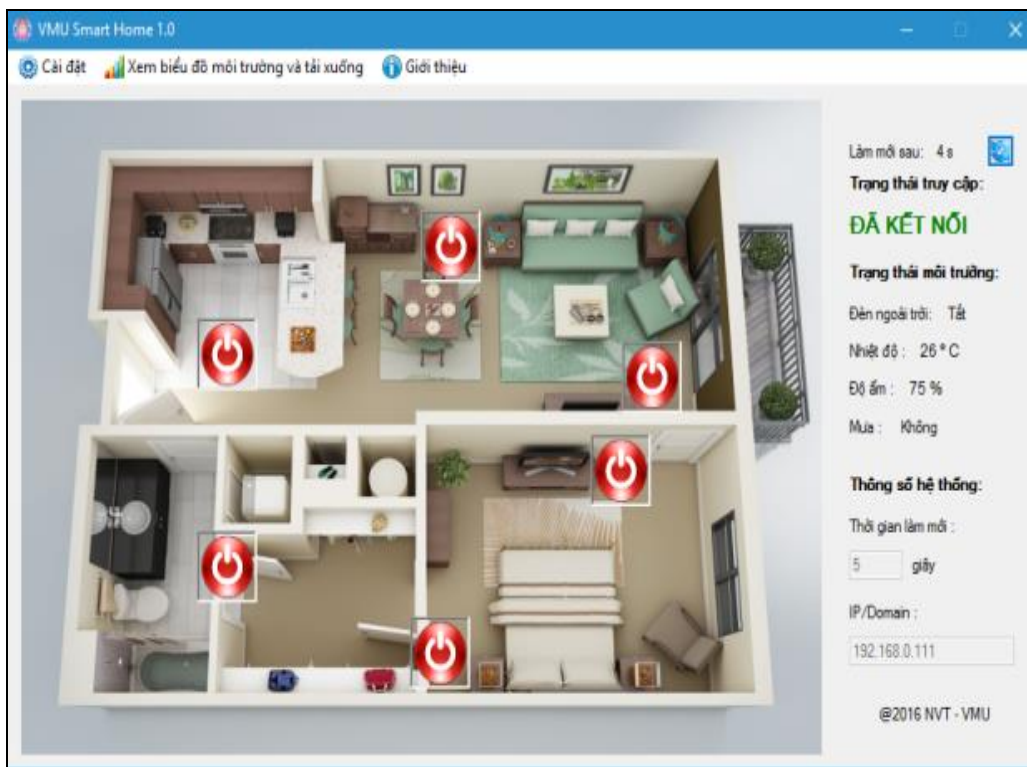 VMU Smart Home 1.0
Cài đặt Xem biểu đồ môi trường và tải xuống Giới thiệu
Làm mới sau: 4 s
Trạng thái truy cập:
ĐÃ KẾT NỐI
Trạng thái môi trường:
Đèn ngoài trời: Tắt
Nhiệt độ : 26 ° C
Độ ẩm : 75 %
Mưa : Không
Thông số hệ thống:
Thời gian làm mới :
5 giây
IP/Domain :
192.168.0.111
@2016 NVT - VMU